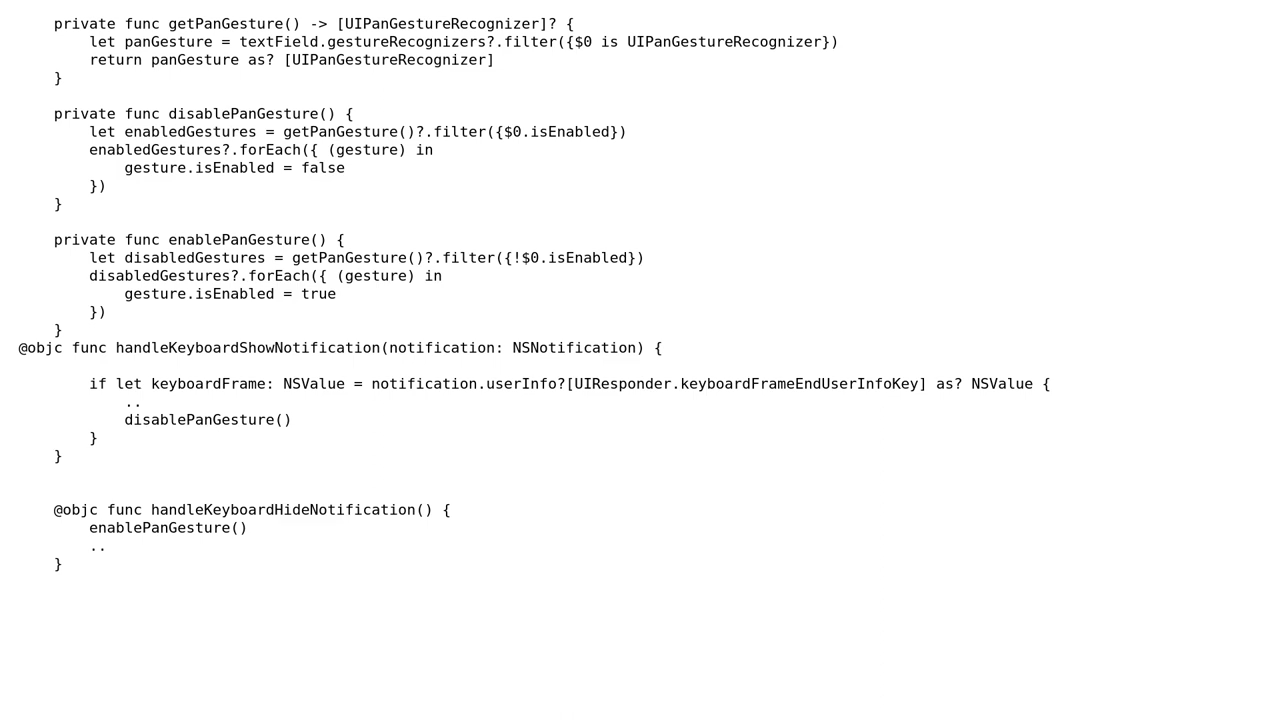 private func getPanGesture() -> [UIPanGestureRecognizer]? {
        let panGesture = textField.gestureRecognizers?.filter({$0 is UIPanGestureRecognizer})
        return panGesture as? [UIPanGestureRecognizer]
    }

    private func disablePanGesture() {
        let enabledGestures = getPanGesture()?.filter({$0.isEnabled})
        enabledGestures?.forEach({ (gesture) in
            gesture.isEnabled = false
        })
    }

    private func enablePanGesture() {
        let disabledGestures = getPanGesture()?.filter({!$0.isEnabled})
        disabledGestures?.forEach({ (gesture) in
            gesture.isEnabled = true
        })
    }
@objc func handleKeyboardShowNotification(notification: NSNotification) {

        if let keyboardFrame: NSValue = notification.userInfo?[UIResponder.keyboardFrameEndUserInfoKey] as? NSValue {
            ..
            disablePanGesture()
        }
    }


    @objc func handleKeyboardHideNotification() {
        enablePanGesture()
        ..
    }